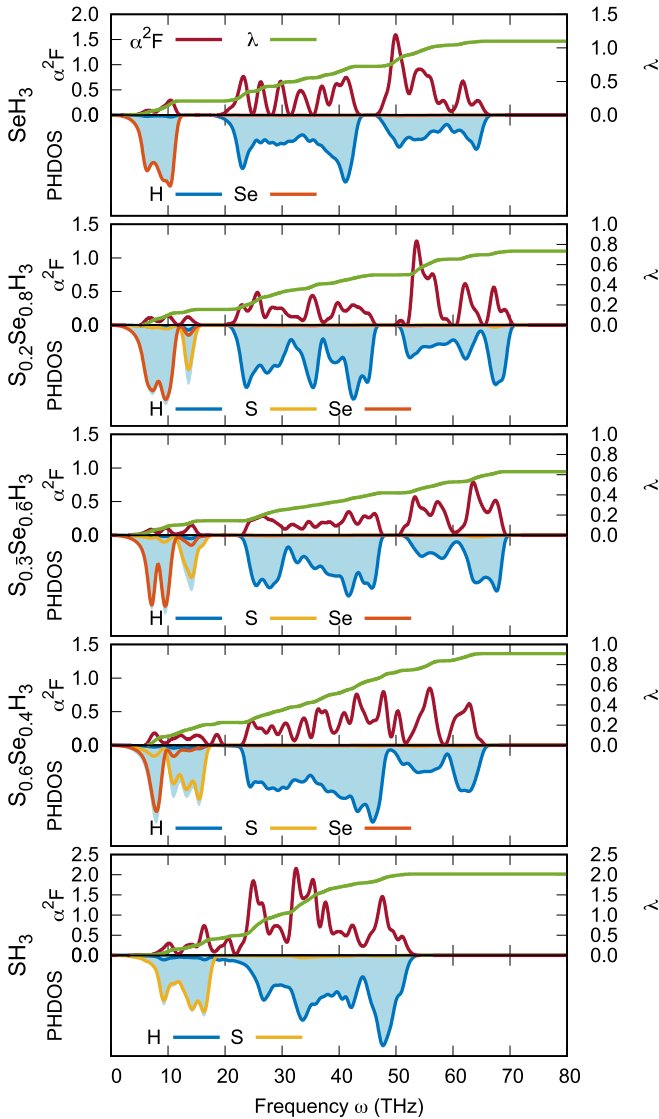 2.0
1.5
1.0
0.5
0.0
α²F
SeH₃
PHDOS
α²F
λ
1.5
1.0
0.5
0.0
λ
H
Se
1.5
1.0
0.5
0.0
α²F
S₀.₂Se₀.₈H₃
PHDOS
1.0
0.8
0.6
0.4
0.2
0.0
λ
H
S
Se
1.5
1.0
0.5
0.0
α²F
S₀.₃Se₀.₆H₃
PHDOS
1.0
0.8
0.6
0.4
0.2
0.0
λ
H
S
Se
1.5
1.0
0.5
0.0
α²F
S₀.₆Se₀.₄H₃
PHDOS
1.0
0.8
0.6
0.4
0.2
0.0
λ
H
S
Se
2.5
2.0
1.5
1.0
0.5
0.0
α²F
SH₃
PHDOS
2.5
2.0
1.5
1.0
0.5
0.0
λ
H
S
0 10 20 30 40 50 60 70 80
Frequency ω (THz)